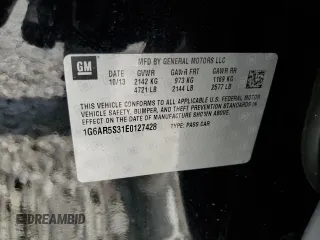 GM
MFD BY GENERAL MOTORS LLC
DATE GVWR GAWR FRT GAWR RR
10/13 2142 KG 973 KG 1169 KG
4721 LB 2144 LB 2577 LB
THIS VEHICLE CONFORMS TO ALL APPLICABLE U.S. FEDERAL MOTOR
VEHICLE SAFETY, BUMPER, AND THEFT PREVENTION STANDARDS
IN EFFECT ON THE DATE OF MANUFACTURE SHOWN ABOVE.
1G6AR5S31E0127428 TYPE: PASS CAR
DREAMBID